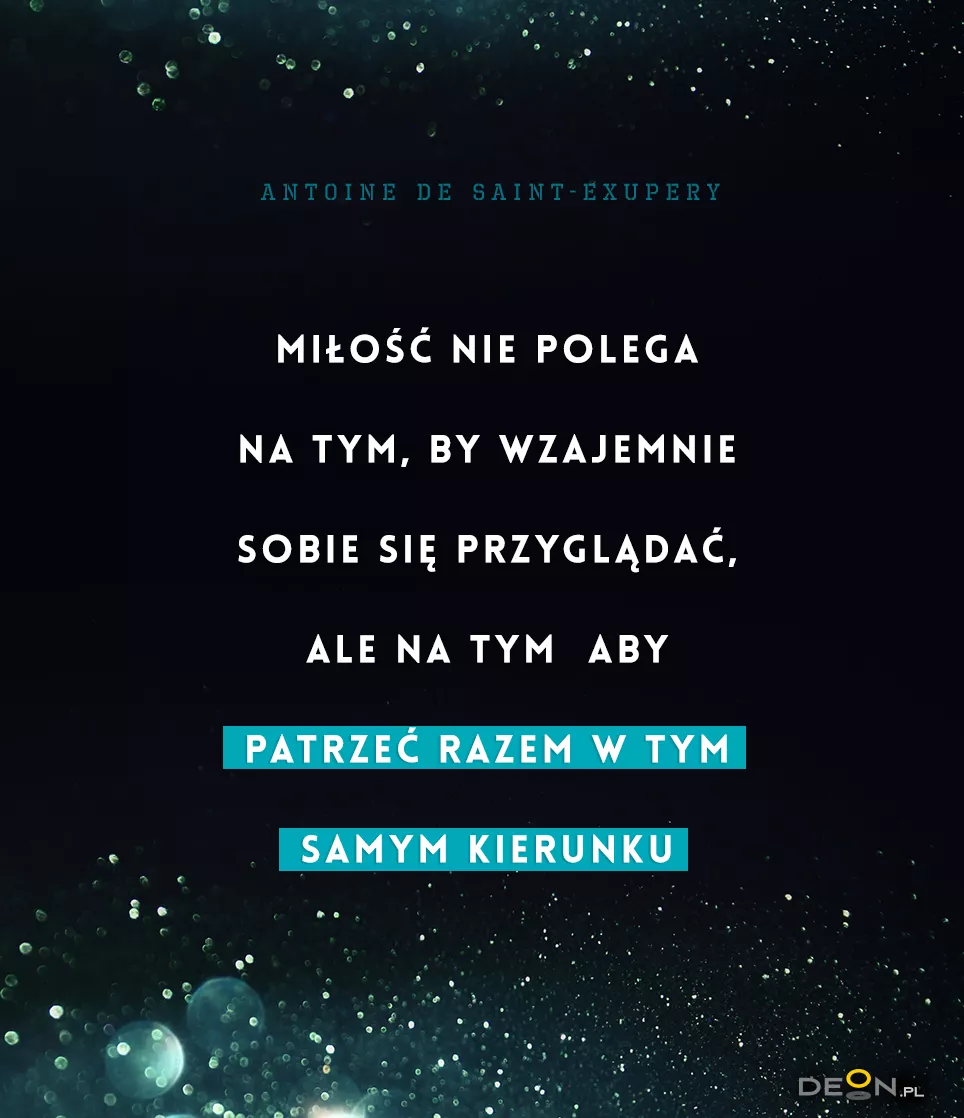 ANTOINE DE SAINT-EXUPERY
MIŁOŚĆ NIE POLEGA
NA TYM, BY WZAJEMNIE
SOBIE SIĘ PRZYGLĄDAĆ,
ALE NA TYM ABY
PATRZEĆ RAZEM W TYM
SAMYM KIERUNKU
DEON.PL